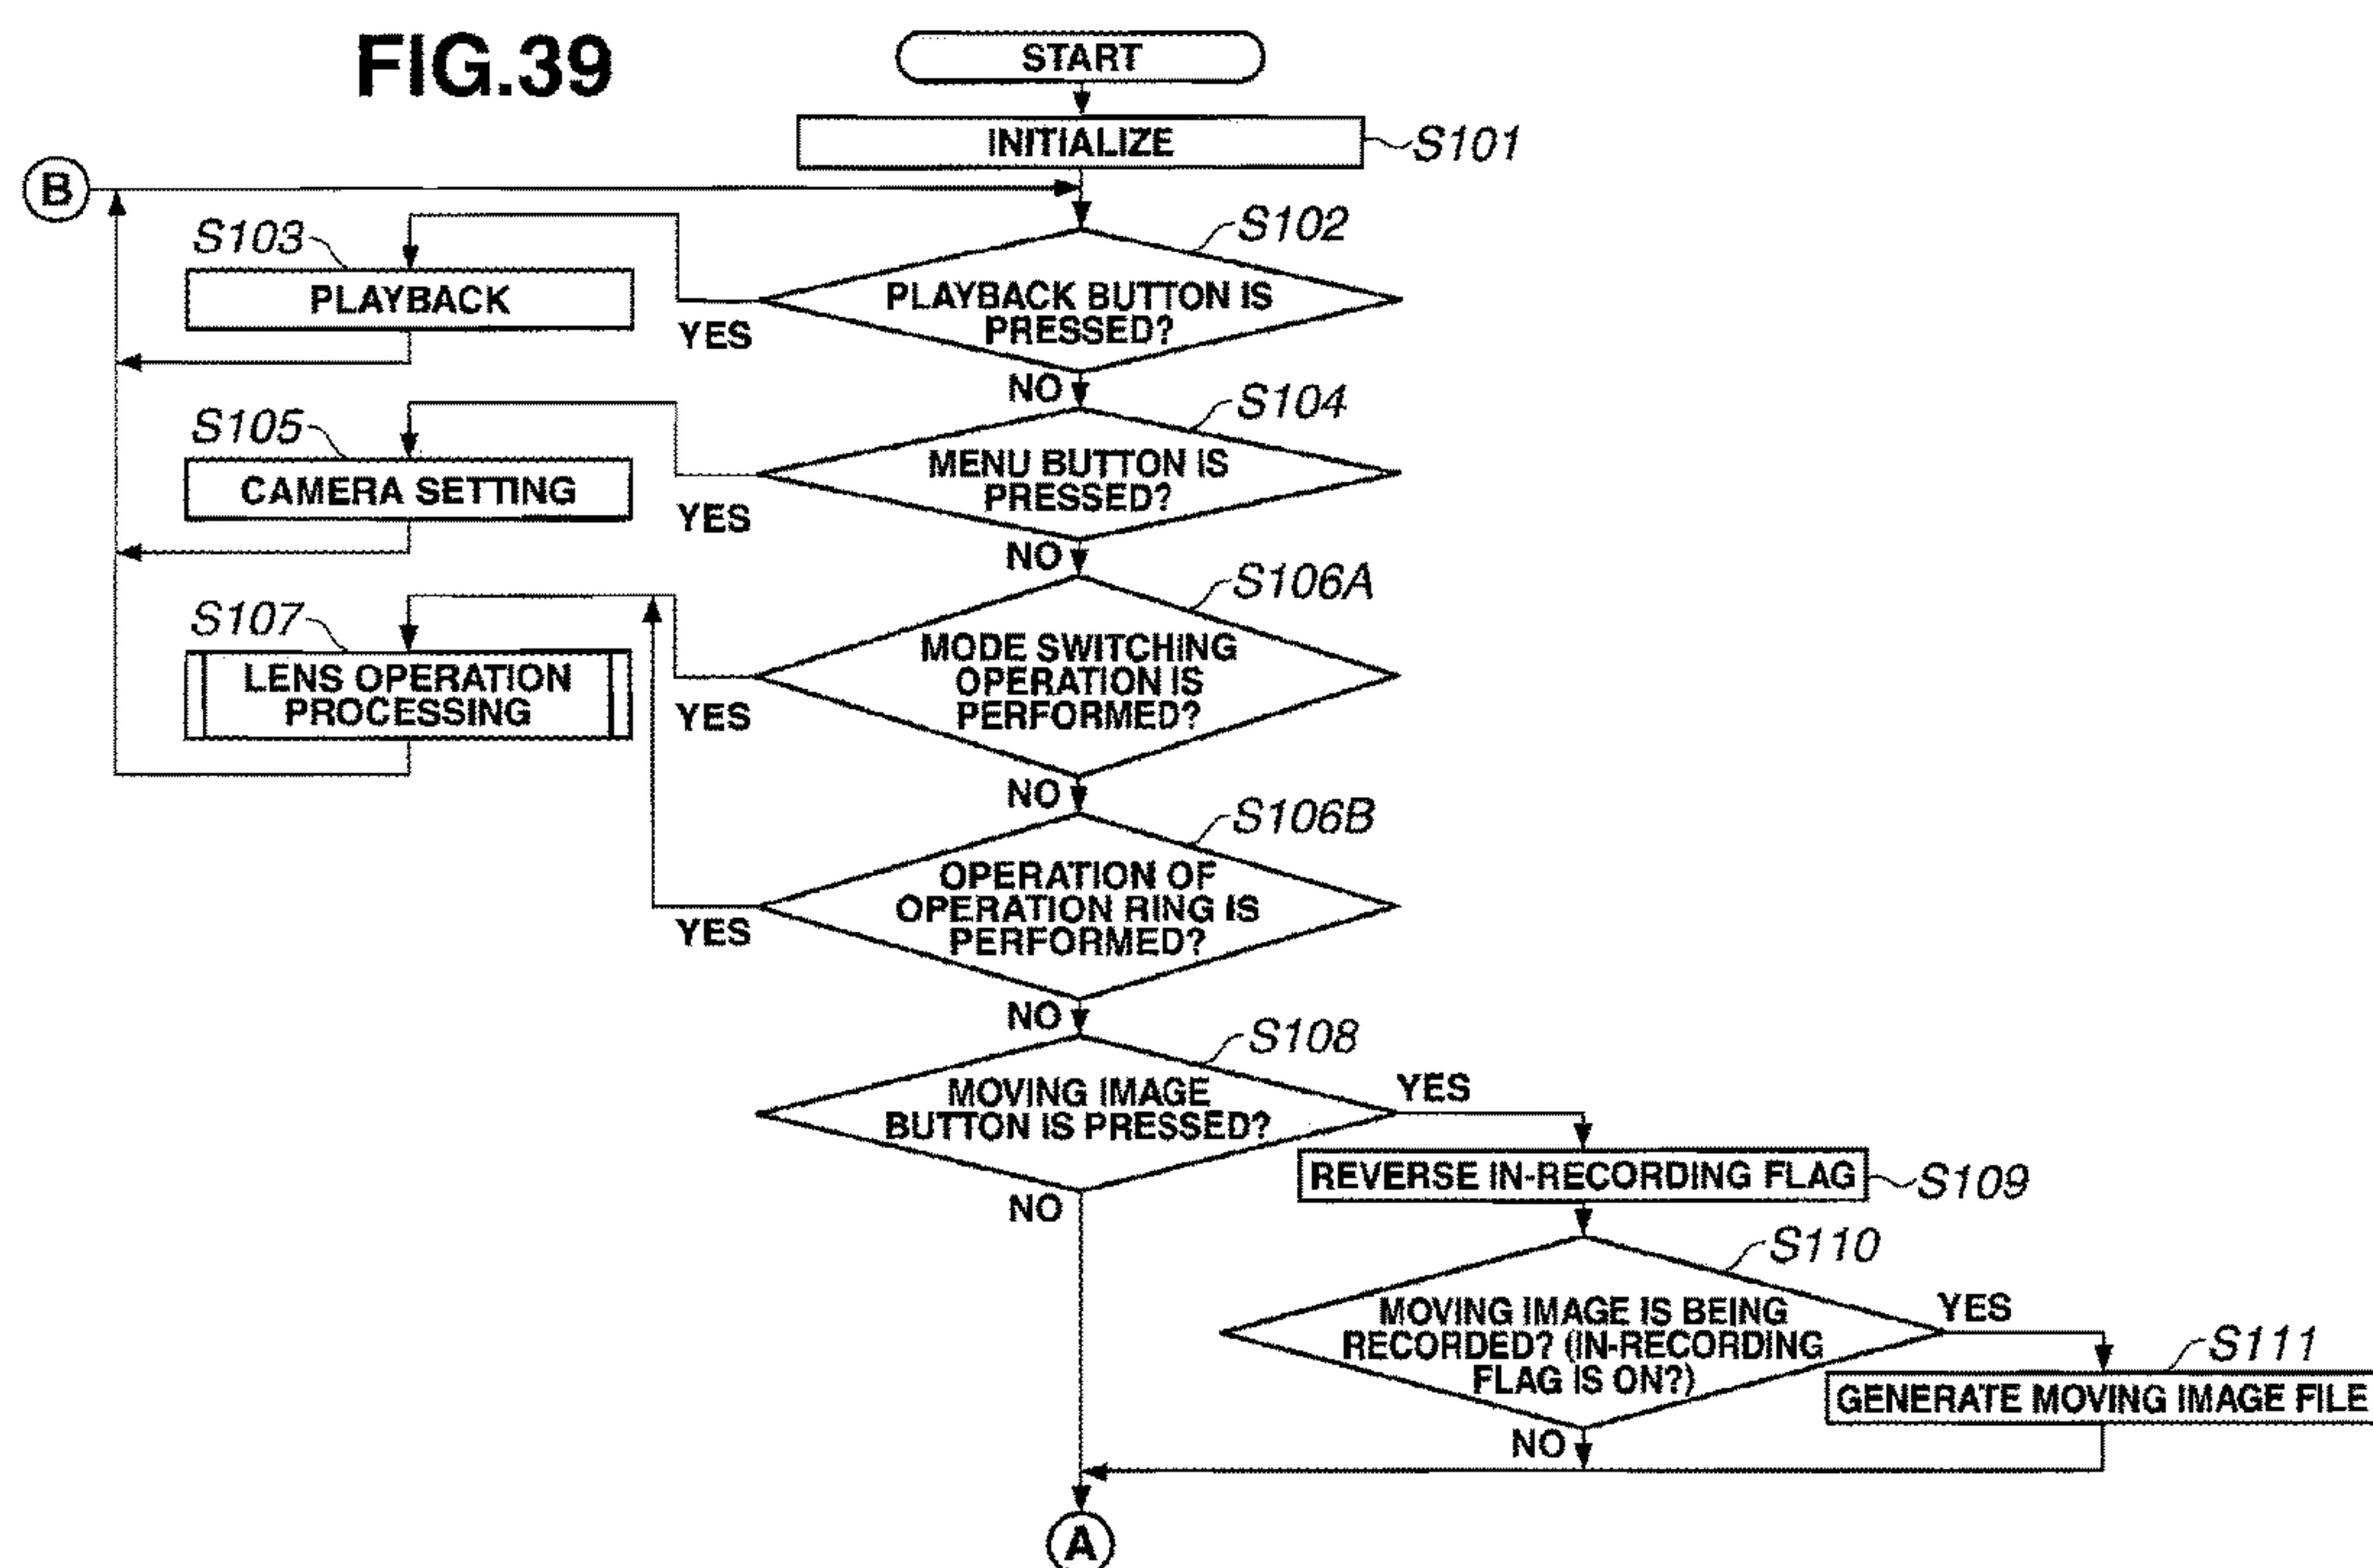 FIG.39
START
INITIALIZE
S101
B
S102
S103
PLAYBACK
PLAYBACK BUTTON IS
PRESSED?
YES
NO
S104
S105
CAMERA SETTING
MENU BUTTON IS
PRESSED?
YES
NO
S106A
S107
LENS OPERATION
PROCESSING
MODE SWITCHING
OPERATION IS
PERFORMED?
YES
NO
S106B
OPERATION OF
OPERATION RING IS
PERFORMED?
YES
NO
S108
MOVING IMAGE
BUTTON IS PRESSED?
YES
NO
REVERSE IN-RECORDING FLAG
S109
S110
MOVING IMAGE IS BEING
RECORDED? (IN-RECORDING
FLAG IS ON?)
YES
S111
GENERATE MOVING IMAGE FILE
NO
A